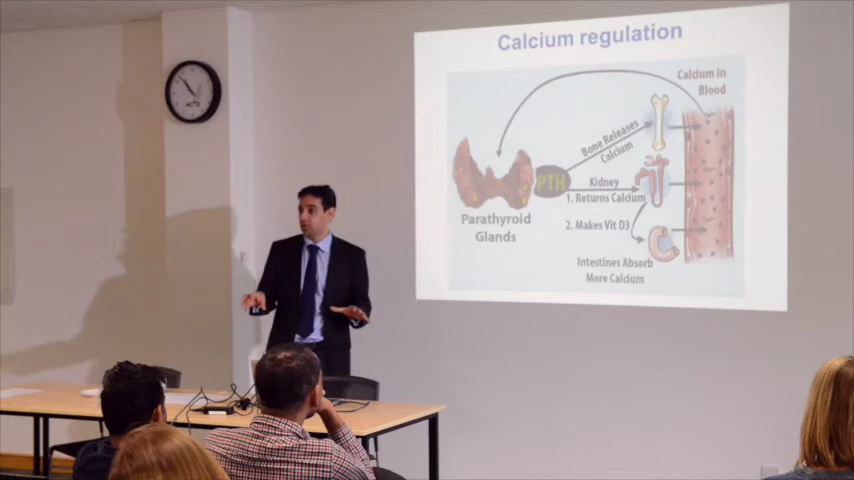 Calcium regulation
Calcium in
Blood
Bone Releases
Calcium
PTH
Kidney
1. Returns Calcium
2. Makes Vit D3
Parathyroid
Glands
Intestines Absorb
More Calcium